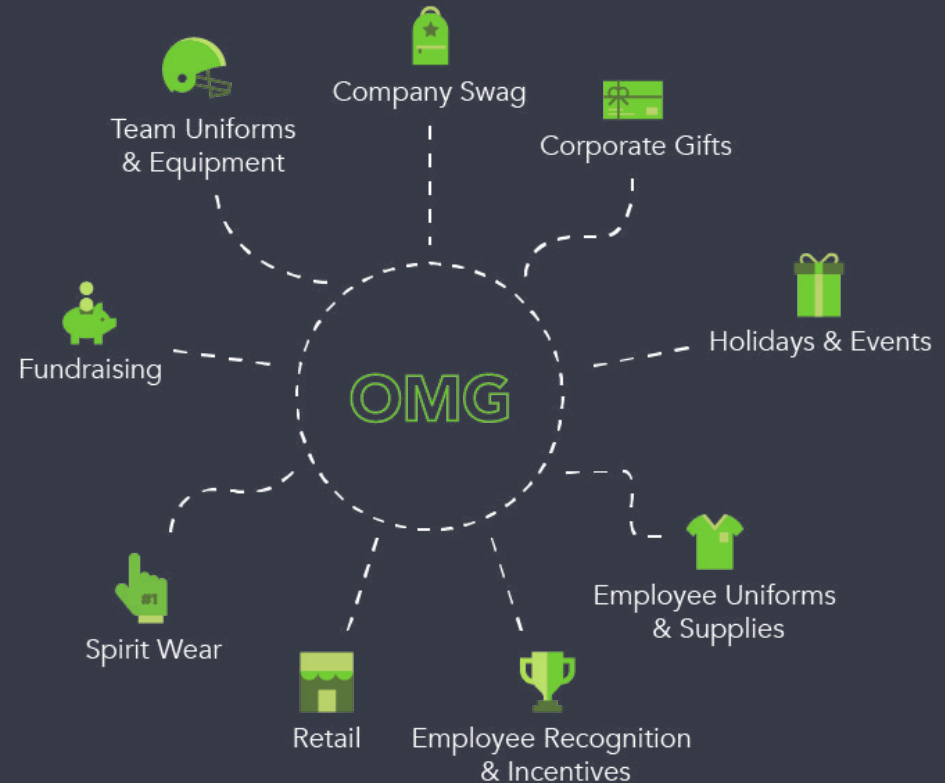 Company Swag
Team Uniforms
& Equipment
Corporate Gifts
Holidays & Events
Fundraising
OMG
#1
Employee Uniforms
& Supplies
Spirit Wear
Retail
Employee Recognition
& Incentives